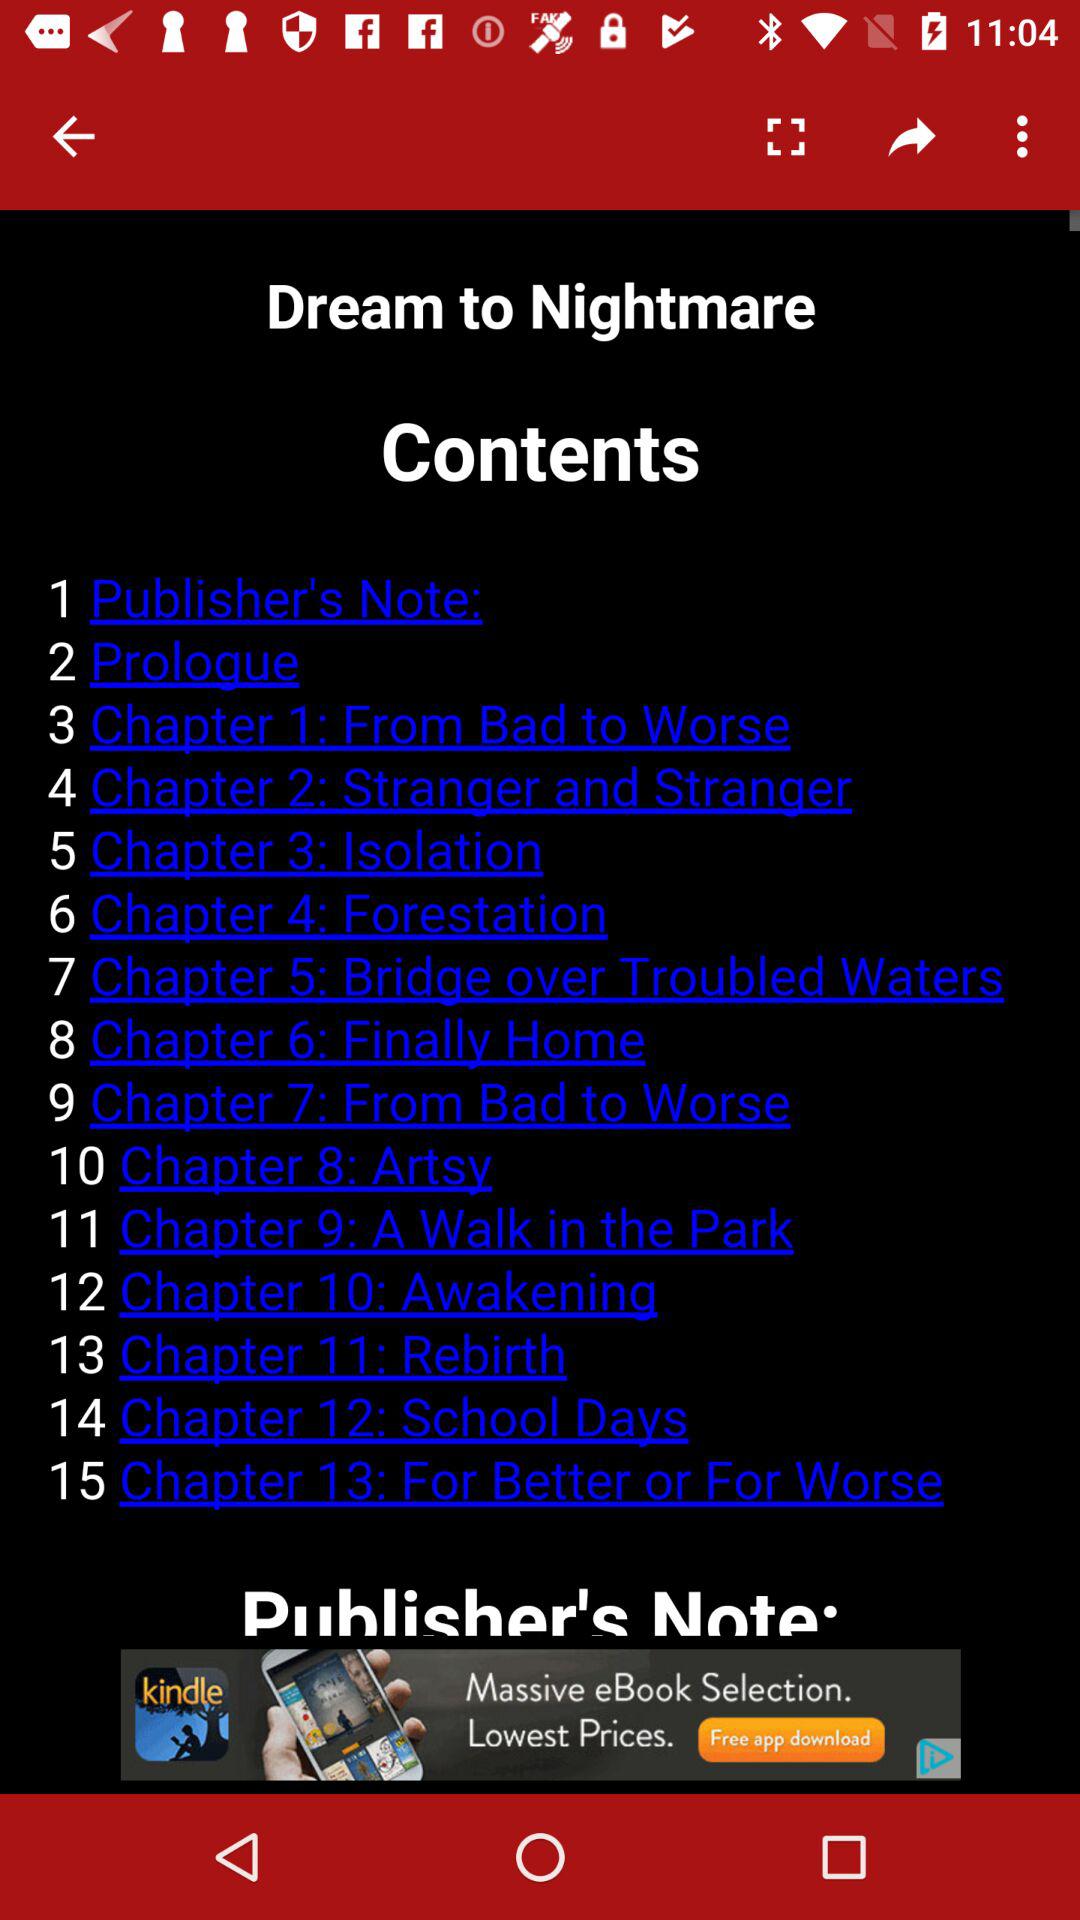 FAKE 11:04
Dream to Nightmare
Contents
1 Publisher's Note:
2 Prologue
3 Chapter 1: From Bad to Worse
4 Chapter 2: Stranger and Stranger
5 Chapter 3: Isolation
6 Chapter 4: Forestation
7 Chapter 5: Bridge over Troubled Waters
8 Chapter 6: Finally Home
9 Chapter 7: From Bad to Worse
10 Chapter 8: Artsy
11 Chapter 9: A Walk in the Park
12 Chapter 10: Awakening
13 Chapter 11: Rebirth
14 Chapter 12: School Days
15 Chapter 13: For Better or For Worse
Publisher's Note:
kindle
Massive eBook Selection.
Lowest Prices.
Free app download